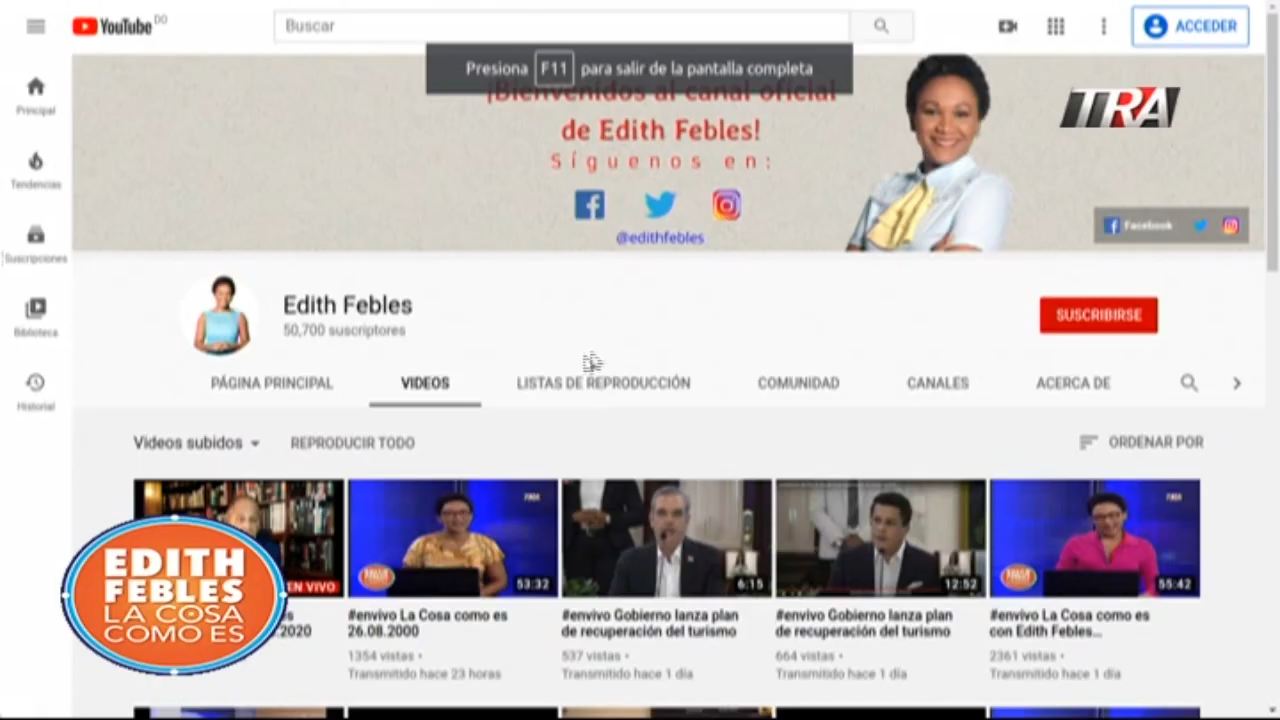 YouTube DO
Buscar
ACCEDER
Presiona F11 para salir de la pantalla completa
¡Bienvenidos al canal oficial
de Edith Febles!
Síguenos en:
@edithfebles
TRA
Facebook
Principal
Tendencias
Suscripciones
Biblioteca
Historial
Edith Febles
50,700 suscriptores
SUSCRIBIRSE
PÁGINA PRINCIPAL
VIDEOS
LISTAS DE REPRODUCCIÓN
COMUNIDAD
CANALES
ACERCA DE
Videos subidos
REPRODUCIR TODO
ORDENAR POR
EN VIVO
53:32
6:15
12:52
55:42
EDITH
FEBLES
LA COSA
COMO ES
2020
#envivo La Cosa como es
26.08.2000
1354 vistas •
Transmitido hace 23 horas
#envivo Gobierno lanza plan
de recuperación del turismo
537 vistas •
Transmitido hace 1 día
#envivo Gobierno lanza plan
de recuperación del turismo
664 vistas •
Transmitido hace 1 día
#envivo La Cosa como es
con Edith Febles...
2361 vistas •
Transmitido hace 1 día